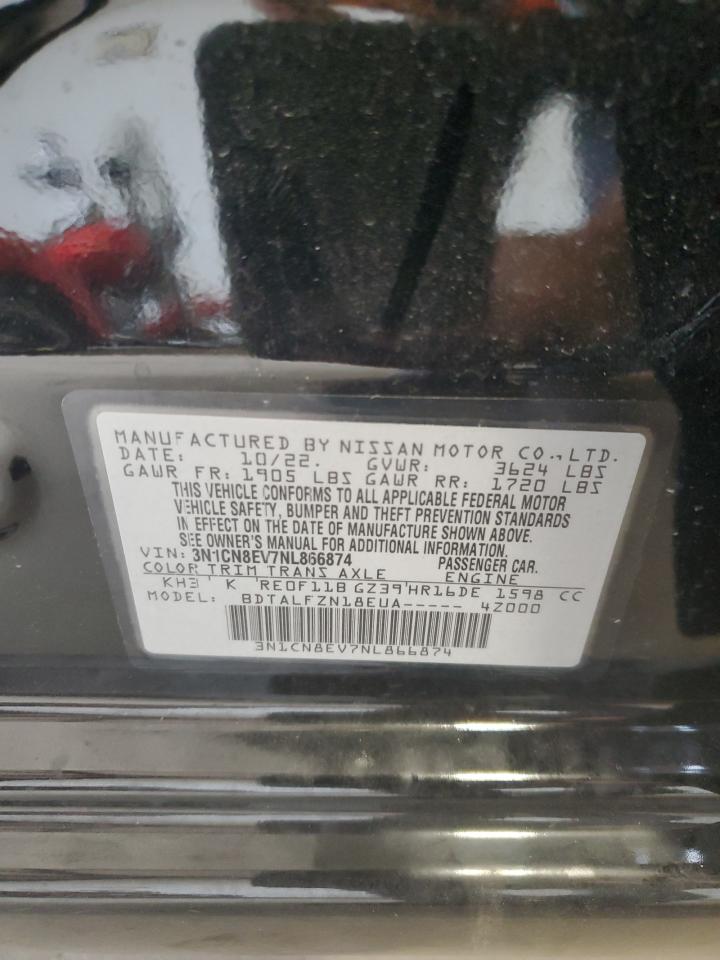 MANUFACTURED BY NISSAN MOTOR CO., LTD.
DATE: 10/22. GVWR: 3624 LBS
GAWR FR: 1905 LBS GAWR RR: 1720 LBS
THIS VEHICLE CONFORMS TO ALL APPLICABLE FEDERAL MOTOR
VEHICLE SAFETY, BUMPER AND THEFT PREVENTION STANDARDS
IN EFFECT ON THE DATE OF MANUFACTURE SHOWN ABOVE.
SEE OWNER'S MANUAL FOR ADDITIONAL INFORMATION.
VIN: 3N1CN8EV7NL866874 PASSENGER CAR.
COLOR TRIM TRANS AXLE ENGINE
KH3 ' K 'RE0F11B GZ39'HR16DE 1598 CC
MODEL: BDTALFZN18EUA----- 4Z000
3N1CN8EV7NL866874